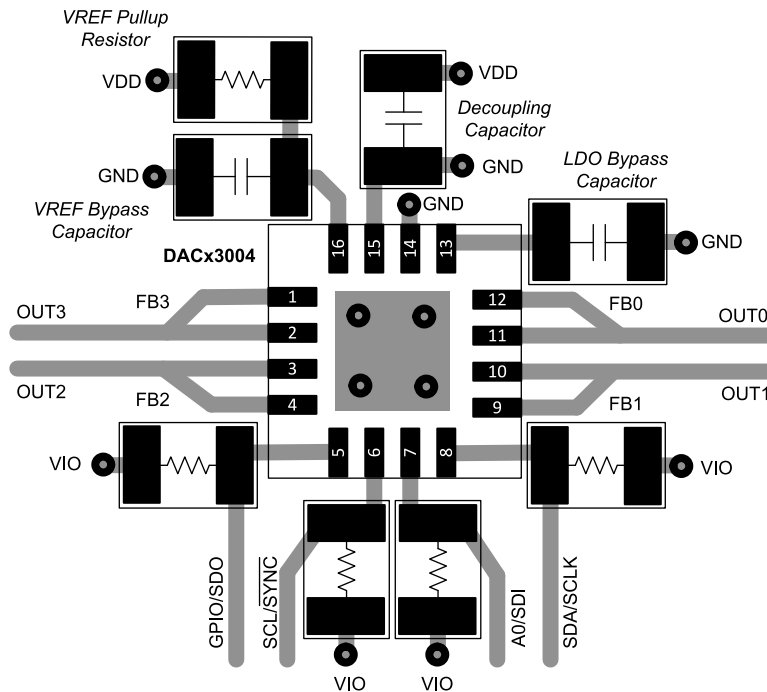 VREF Pullup
Resistor
VDD
VDD
Decoupling
Capacitor
GND
GND
LDO Bypass
Capacitor
VREF Bypass
Capacitor
GND
GND
DACx3004
16
15
14
13
1
2
3
4
12
11
10
9
5
6
7
8
FB3
FB0
OUT3
OUT0
OUT2
OUT1
FB2
FB1
VIO
VIO
GPIO/SDO
SCL/SYNC
A0/SDI
SDA/SCLK
VIO
VIO